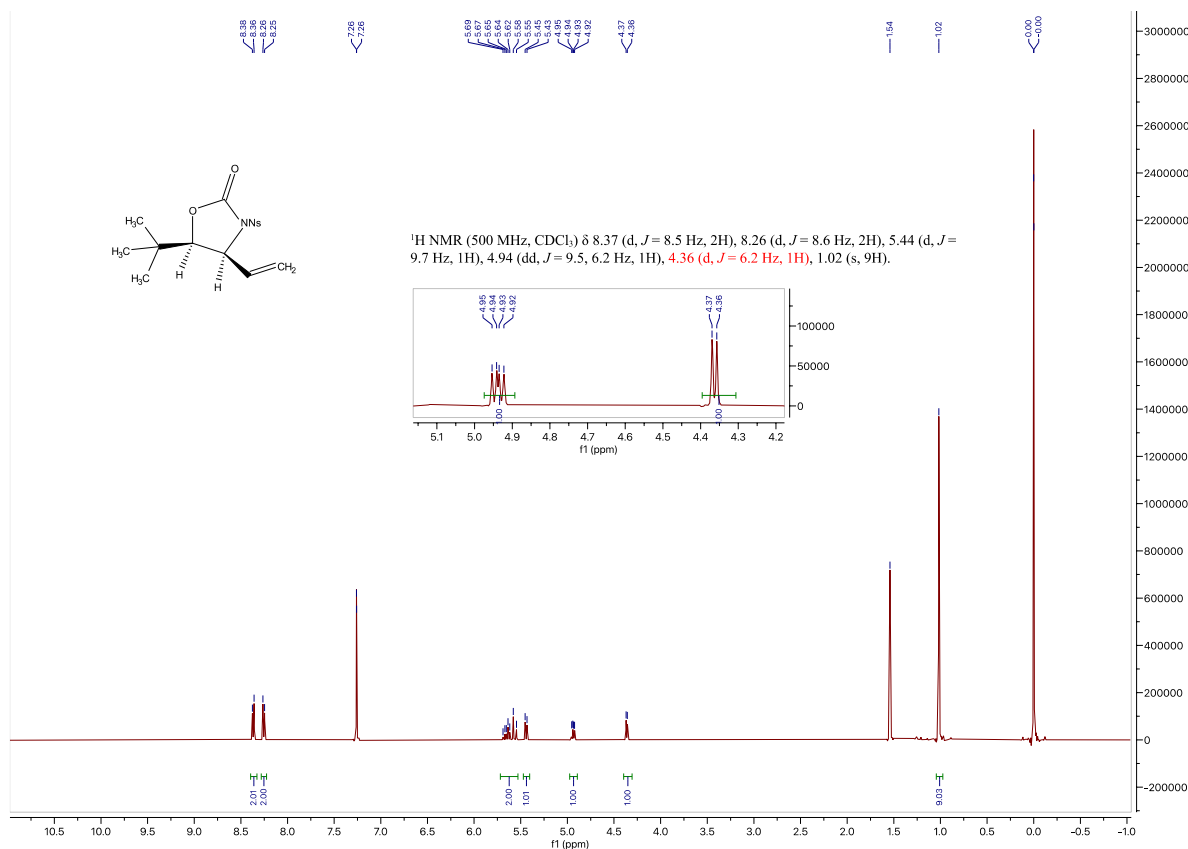 8.38 8.36 8.26 8.25 7.26 7.26 5.69 5.67 5.65 5.64 5.62 5.58 5.55 5.45 5.43 4.95 4.94 4.93 4.92 4.37 4.36 1.54 1.02 0.00 -0.00
3000000
2800000
2600000
2400000
2200000
2000000
1800000
1600000
1400000
1200000
1000000
800000
600000
400000
200000
0
-200000
O
O
NNs
H₃C
H₃C
CH₃
H
H
CH₂
¹H NMR (500 MHz, CDCl₃) δ 8.37 (d, J = 8.5 Hz, 2H), 8.26 (d, J = 8.6 Hz, 2H), 5.44 (d, J =
9.7 Hz, 1H), 4.94 (dd, J = 9.5, 6.2 Hz, 1H), 4.36 (d, J = 6.2 Hz, 1H), 1.02 (s, 9H).
4.95 4.94 4.93 4.92 4.37 4.36
100000
50000
0
1.00 1.00
5.1 5.0 4.9 4.8 4.7 4.6 4.5 4.4 4.3 4.2
f1 (ppm)
2.01 2.00 2.00 1.01 1.00 1.00 9.03
10.5 10.0 9.5 9.0 8.5 8.0 7.5 7.0 6.5 6.0 5.5 5.0 4.5 4.0 3.5 3.0 2.5 2.0 1.5 1.0 0.5 0.0 -0.5 -1.0
f1 (ppm)